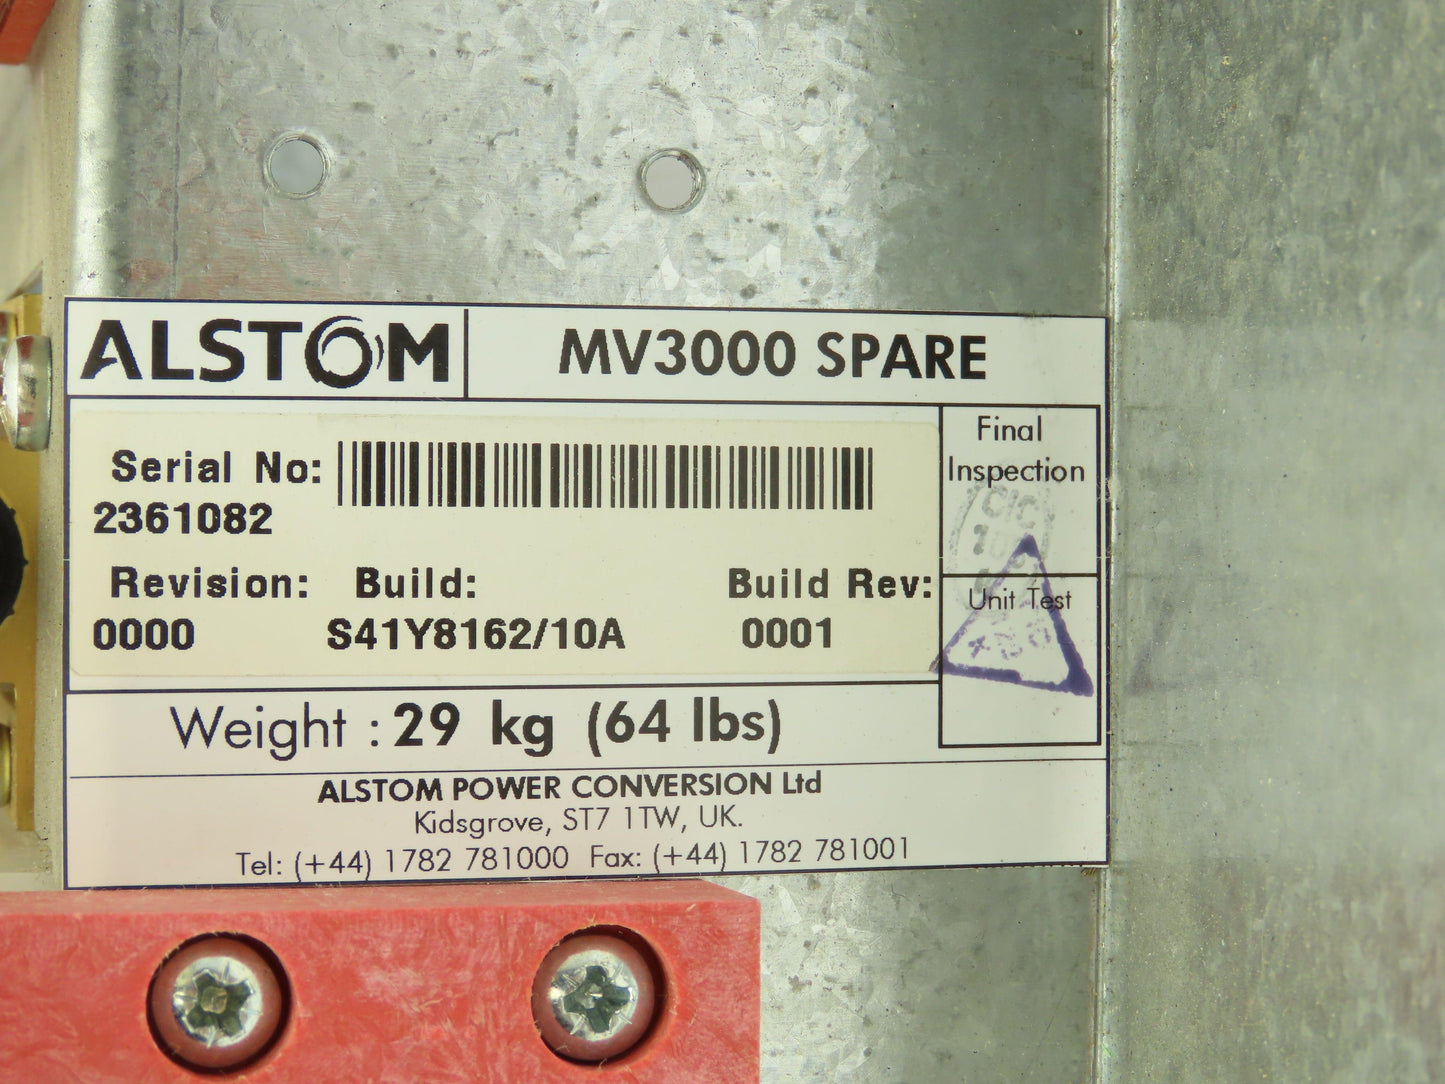 ALSTOM
MV3000 SPARE
Serial No:
2361082
Revision: Build: Build Rev:
0000 S41Y8162/10A 0001
Final
Inspection
Unit Test
Weight : 29 kg (64 lbs)
ALSTOM POWER CONVERSION Ltd
Kidsgrove, ST7 1TW, UK.
Tel: (+44) 1782 781000 Fax: (+44) 1782 781001